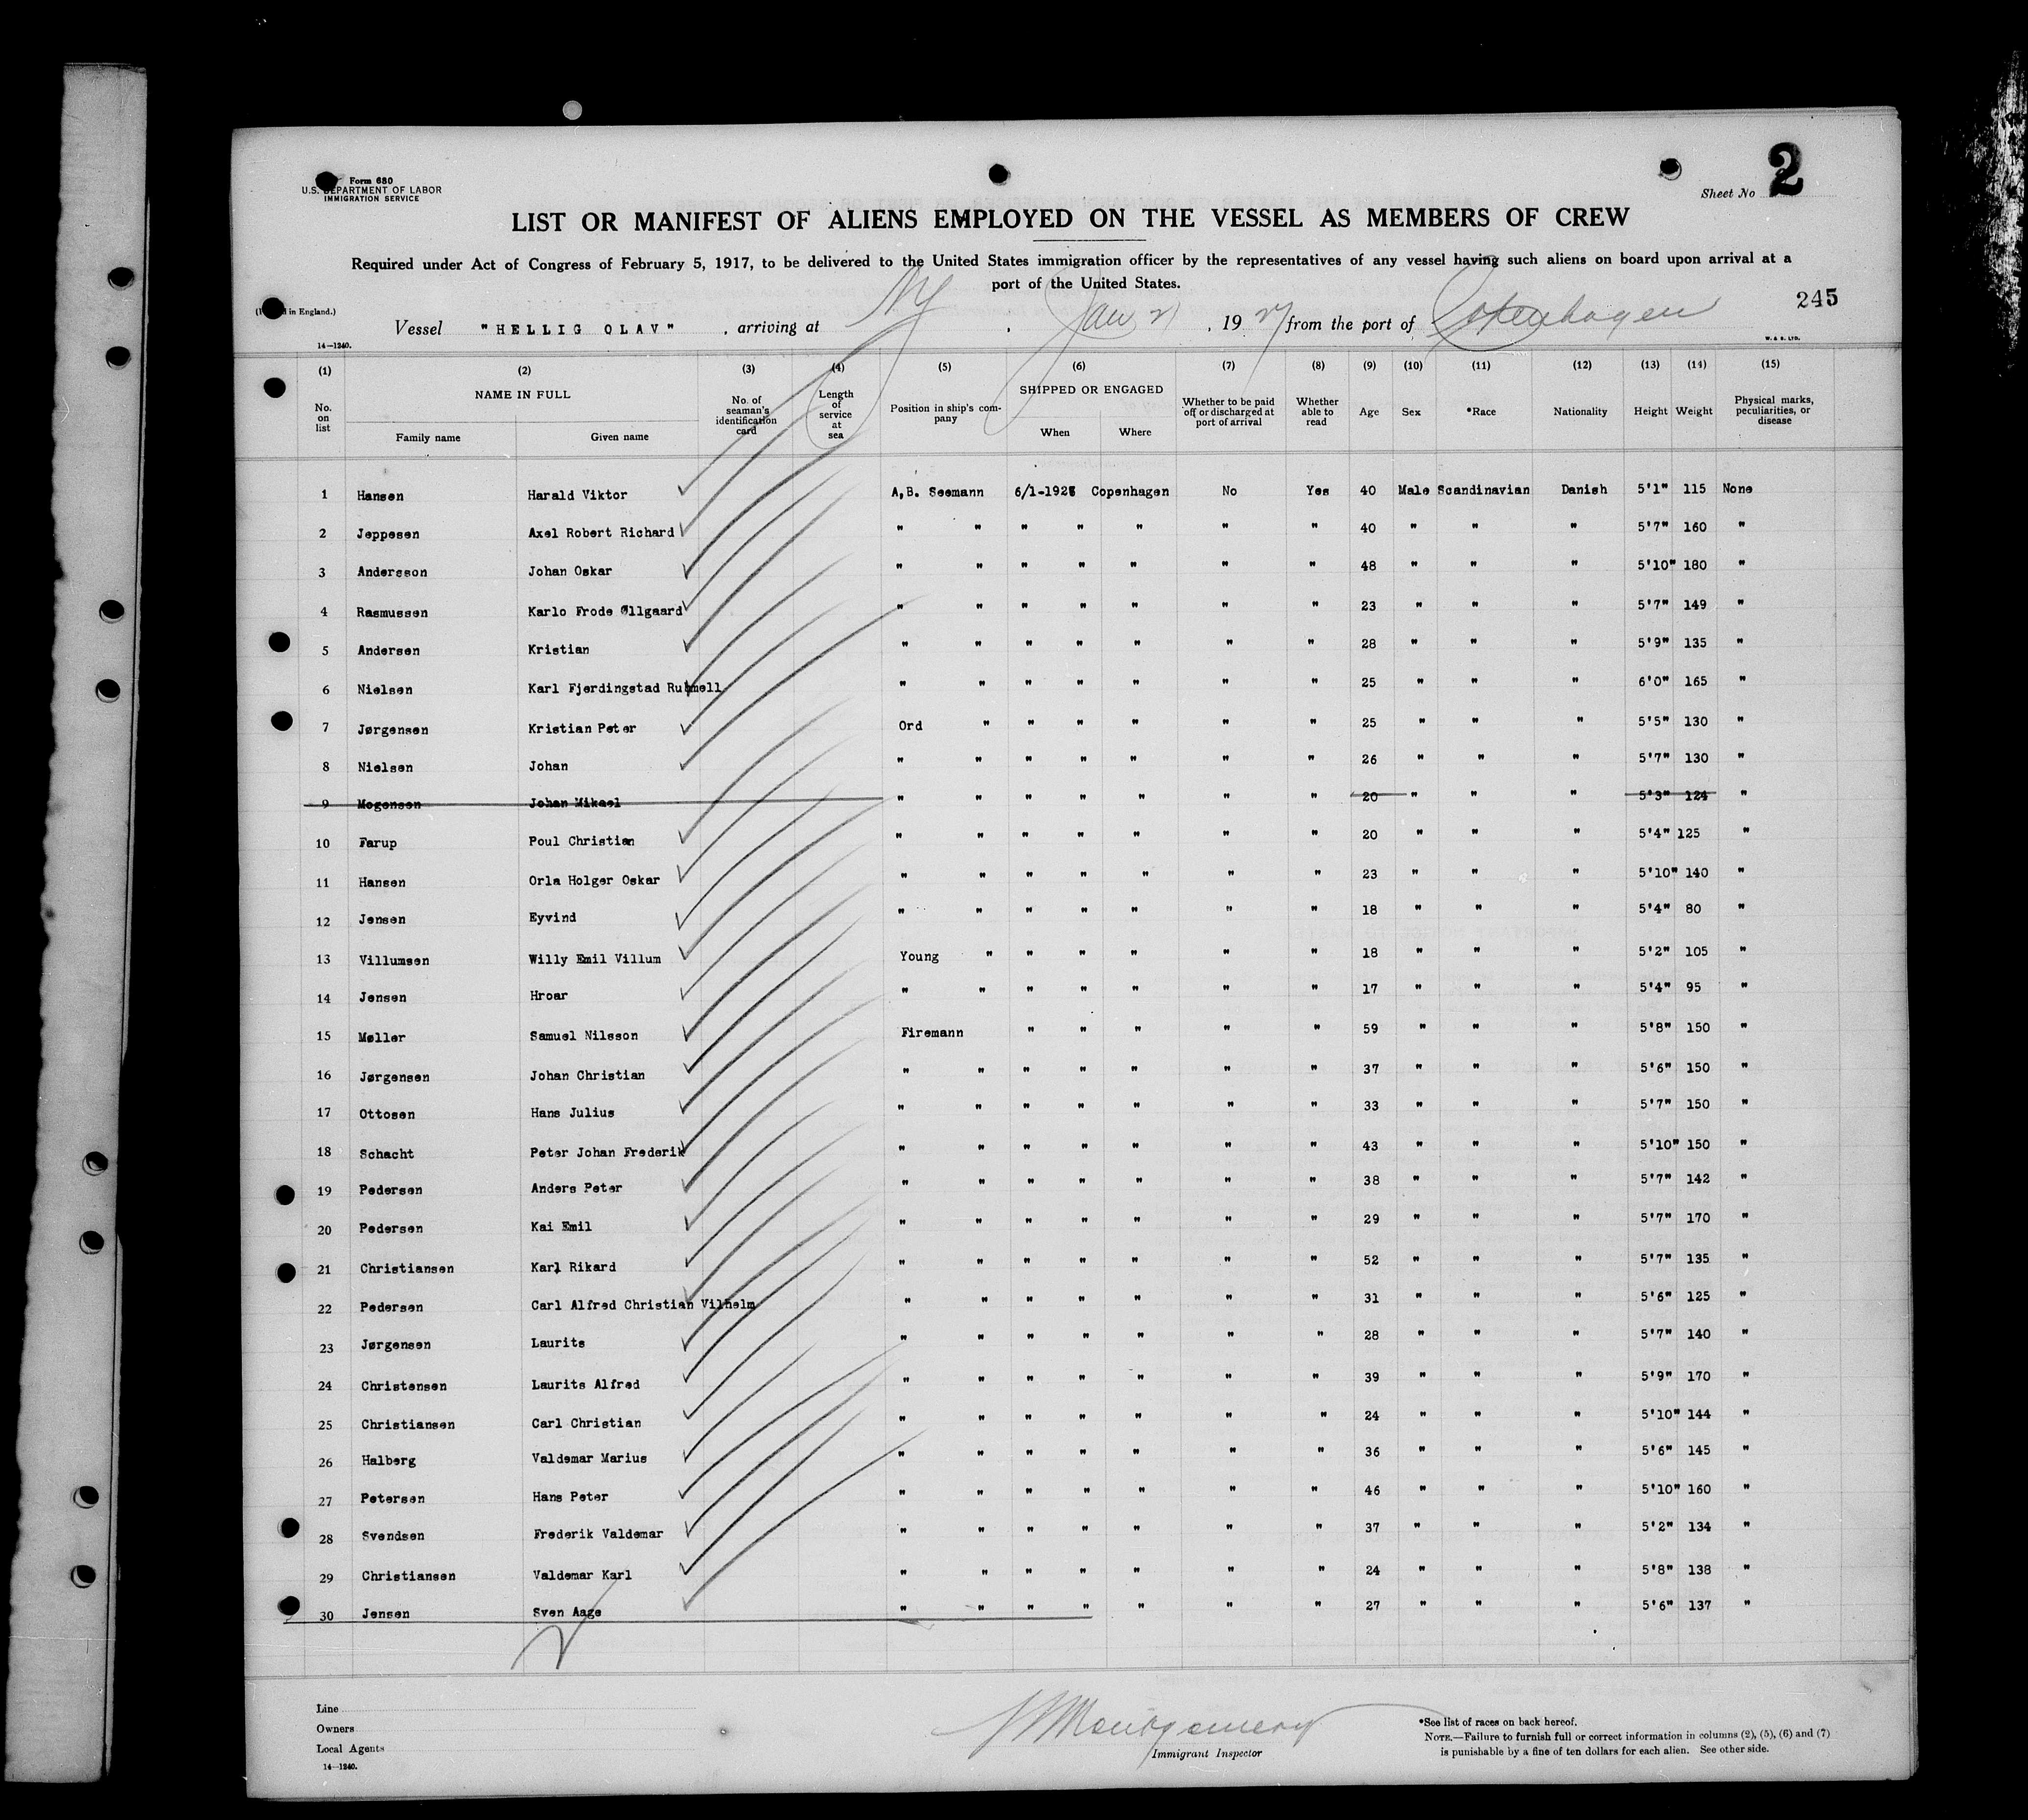 Form 680
U.S. DEPARTMENT OF LABOR
IMMIGRATION SERVICE
Sheet No 2
LIST OR MANIFEST OF ALIENS EMPLOYED ON THE VESSEL AS MEMBERS OF CREW
Required under Act of Congress of February 5, 1917, to be delivered to the United States immigration officer by the representatives of any vessel having such aliens on board upon arrival at a
port of the United States.
245
in England.)
Vessel "HELLIG OLAV" , arriving at NY , Jan 21 , 1927 from the port of Copenhagen
14—1240. W. & S. LTD.
(1) (2) (3) (4) (5) (6) (7) (8) (9) (10) (11) (12) (13) (14) (15)
No. on list NAME IN FULL Family name Given name No. of seaman's identification card Length of service at sea Position in ship's company SHIPPED OR ENGAGED When Where Whether to be paid off or discharged at port of arrival Whether able to read Age Sex *Race Nationality Height Weight Physical marks, peculiarities, or disease
1 Hansen Harald Viktor A,B. Seemann 6/1-1927 Copenhagen No Yes 40 Male Scandinavian Danish 5'1" 115 None
2 Jeppesen Axel Robert Richard " " " " " " " 40 " " " 5'7" 160 "
3 Andersson Johan Oskar " " " " " " " 48 " " " 5'10" 180 "
4 Rasmussen Karlo Frode Øllgaard " " " " " " " 23 " " " 5'7" 149 "
5 Andersen Kristian " " " " " " " 28 " " " 5'9" 135 "
6 Nielsen Karl Fjerdingstad " " " " " " " 25 " " " 6'0" 165 "
7 Jørgensen Kristian Peter Ord " " " " " " 25 " " " 5'5" 130 "
8 Nielsen Johan " " " " " " " 26 " " " 5'7" 130 "
9 Mogensen Johan Mikael " " " " " " " 20 " " " 5'3" 124 "
10 Farup Poul Christian " " " " " " " 20 " " " 5'4" 125 "
11 Hansen Orla Holger Oskar " " " " " " " 23 " " " 5'10" 140 "
12 Jensen Eyvind " " " " " " " 18 " " " 5'4" 80 "
13 Villumsen Willy Emil Villum Young " " " " " " 18 " " " 5'2" 105 "
14 Jensen Hroar " " " " " " " 17 " " " 5'4" 95 "
15 Møller Samuel Nilsson Firemann " " " " " 59 " " " 5'8" 150 "
16 Jørgensen Johan Christian " " " " " " " 37 " " " 5'6" 150 "
17 Ottosen Hans Julius " " " " " " " 33 " " " 5'7" 150 "
18 Schacht Peter Johan Frederik " " " " " " " 43 " " " 5'10" 150 "
19 Pedersen Anders Peter " " " " " " " 38 " " " 5'7" 142 "
20 Pedersen Kai Emil " " " " " " " 29 " " " 5'7" 170 "
21 Christiansen Karl Rikard " " " " " " " 52 " " " 5'7" 135 "
22 Pedersen Carl Alfred Christian Vilhelm " " " " " " " 31 " " " 5'6" 125 "
23 Jørgensen Laurits " " " " " " " 28 " " " 5'7" 140 "
24 Christensen Laurits Alfred " " " " " " " 39 " " " 5'9" 170 "
25 Christiansen Carl Christian " " " " " " " 24 " " " 5'10" 144 "
26 Halberg Valdemar Marius " " " " " " " 36 " " " 5'6" 145 "
27 Petersen Hans Peter " " " " " " " 46 " " " 5'10" 160 "
28 Svendsen Frederik Valdemar " " " " " " " 37 " " " 5'2" 134 "
29 Christiansen Valdemar Karl " " " " " " " 24 " " " 5'8" 138 "
30 Jensen Sven Aage " " " " " " " 27 " " " 5'6" 137 "
Line
Owners
Local Agents
14—1240.
Montgomery
Immigrant Inspector
*See list of races on back hereof.
NOTE.—Failure to furnish full or correct information in columns (2), (5), (6) and (7)
is punishable by a fine of ten dollars for each alien. See other side.